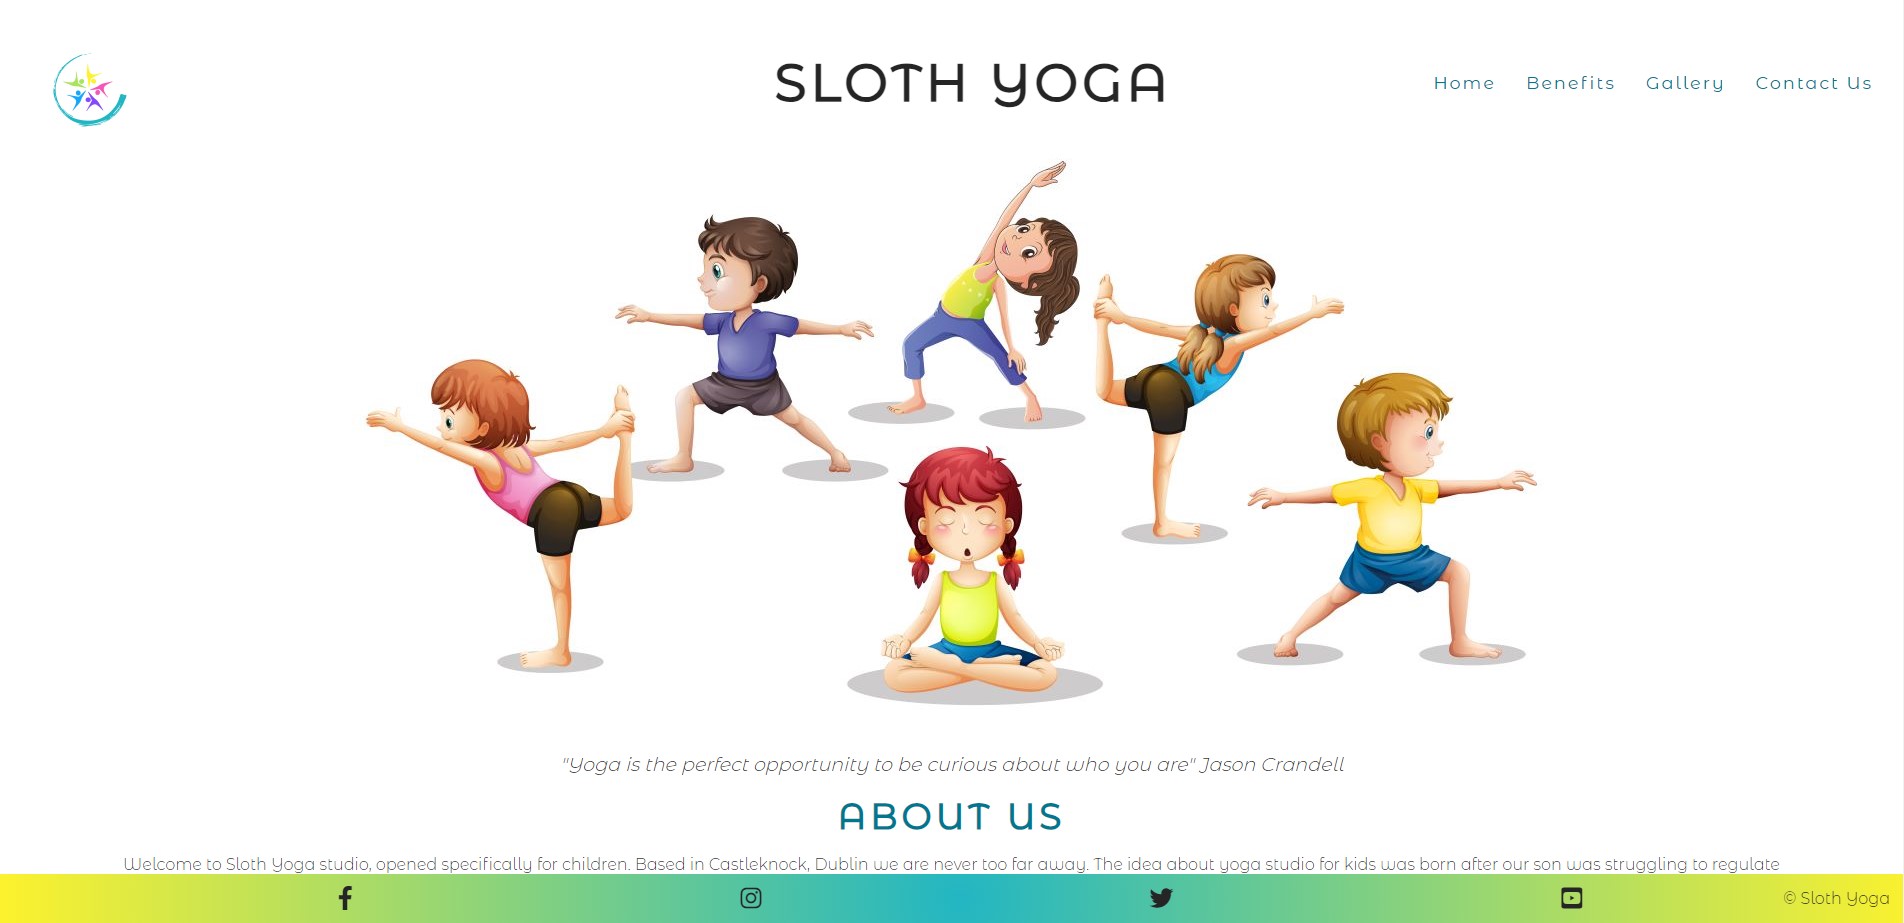 SLOTH YOGA
Home Benefits Gallery Contact Us
"Yoga is the perfect opportunity to be curious about who you are" Jason Crandell
ABOUT US
Welcome to Sloth Yoga studio, opened specifically for children. Based in Castleknock, Dublin we are never too far away. The idea about yoga studio for kids was born after our son was struggling to regulate
© Sloth Yoga